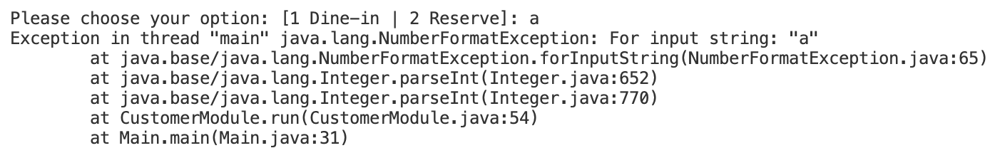 Please choose your option: [1 Dine-in | 2 Reserve]: a
Exception in thread "main" java.lang.NumberFormatException: For input string: "a"
        at java.base/java.lang.NumberFormatException.forInputString(NumberFormatException.java:65)
        at java.base/java.lang.Integer.parseInt(Integer.java:652)
        at java.base/java.lang.Integer.parseInt(Integer.java:770)
        at CustomerModule.run(CustomerModule.java:54)
        at Main.main(Main.java:31)